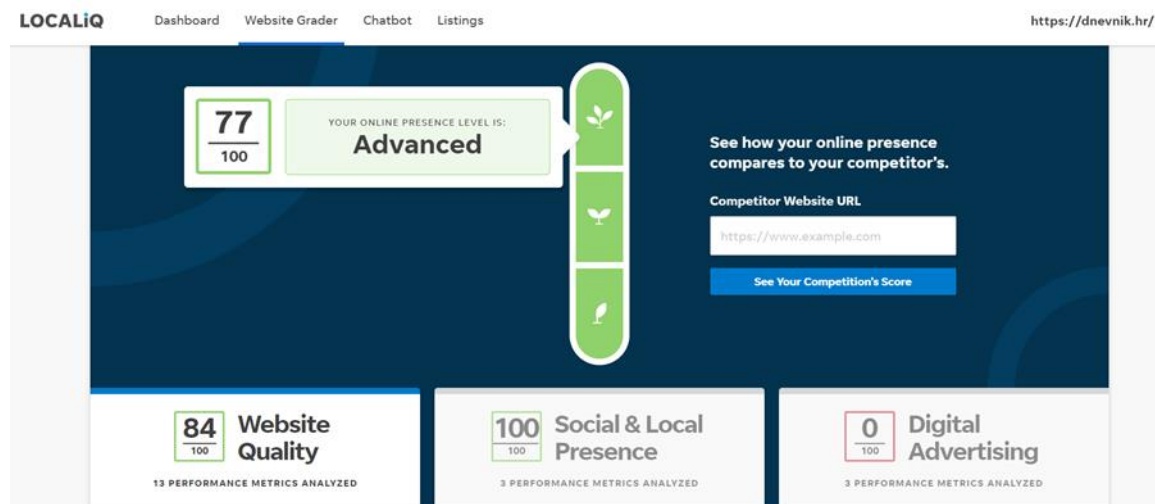 LOCALiQ
Dashboard Website Grader Chatbot Listings
https://dnevnik.hr/
77
100
YOUR ONLINE PRESENCE LEVEL IS:
Advanced
See how your online presence
compares to your competitor's.
Competitor Website URL
https://www.example.com
See Your Competition's Score
84
100
Website
Quality
13 PERFORMANCE METRICS ANALYZED
100
100
Social & Local
Presence
3 PERFORMANCE METRICS ANALYZED
0
100
Digital
Advertising
3 PERFORMANCE METRICS ANALYZED